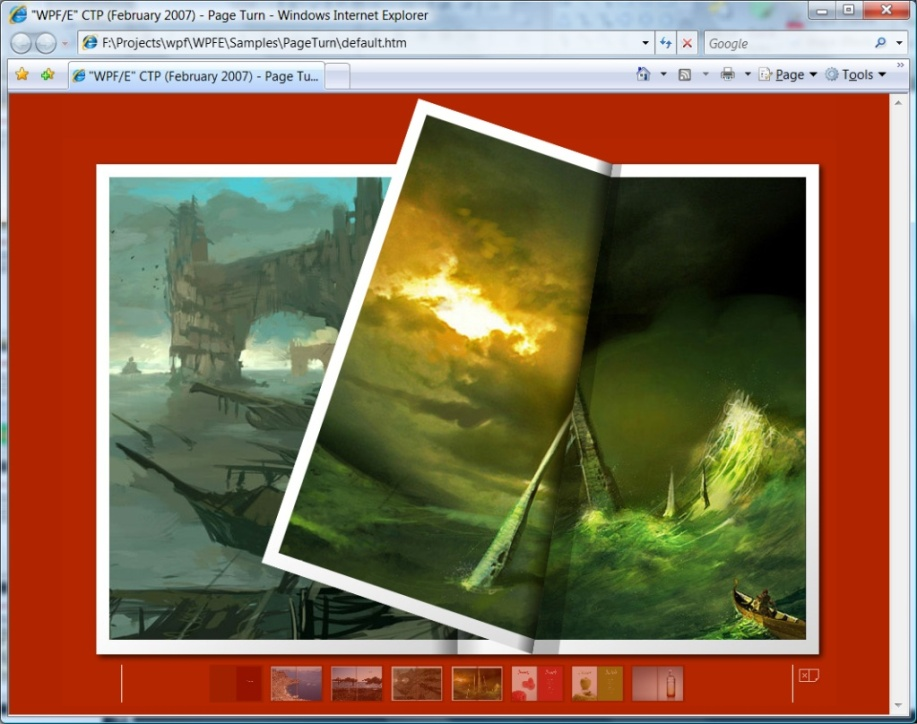 "WPF/E" CTP (February 2007) - Page Turn - Windows Internet Explorer
F:\Projects\wpf\WPFE\Samples\PageTurn\default.htm
Google
"WPF/E" CTP (February 2007) - Page Tu...
Page
Tools